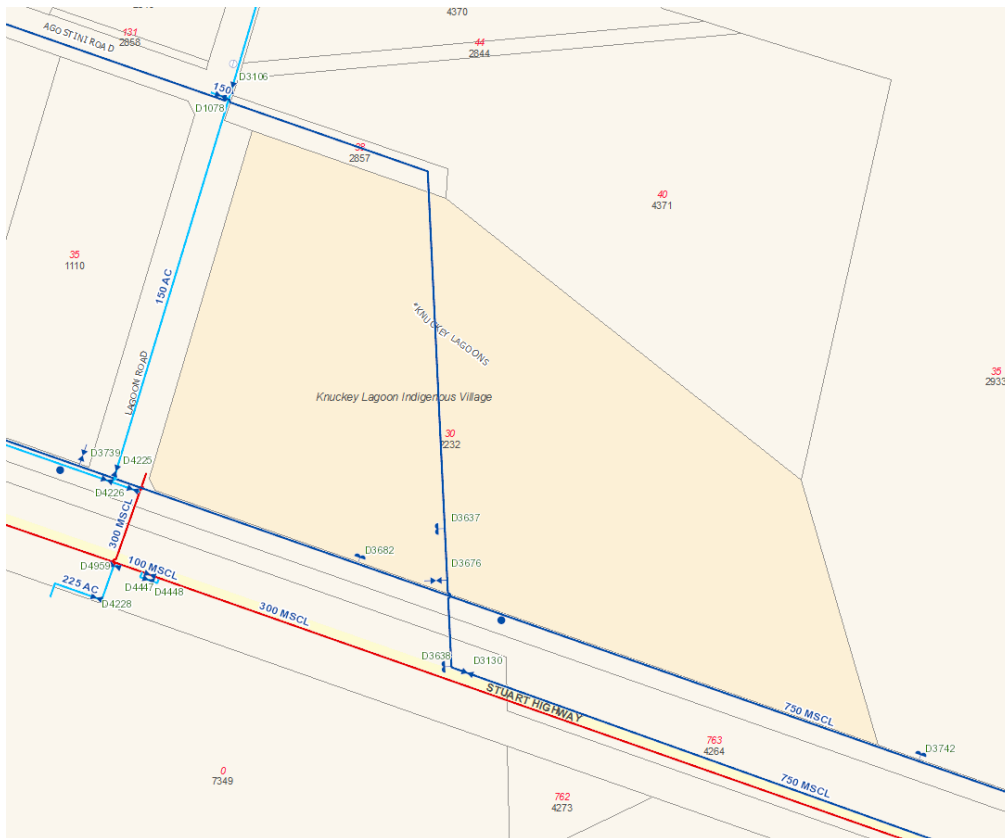 4370
131
2858
AGOSTINI ROAD
44
2844
D3106
150
D1078
38
2857
40
4371
35
1110
150 AC
*KNUCKEY LAGOONS
LAGOON ROAD
Knuckey Lagoon Indigenous Village
35
2933
30
2232
D3739
D4225
D4226
D3637
300 MSCL
D3682
D3676
D4959
100 MSCL
D4447
D4448
225 AC
D4228
300 MSCL
D3638
D3130
STUART HIGHWAY
750 MSCL
763
4264
D3742
750 MSCL
0
7349
762
4273